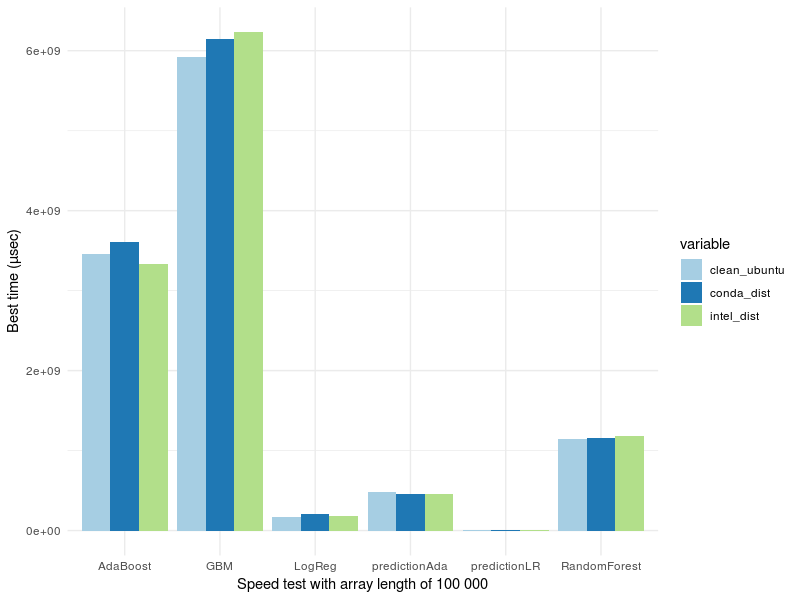 6e+09
4e+09
2e+09
0e+00
Best time (µsec)
AdaBoost GBM LogReg predictionAda predictionLR RandomForest
Speed test with array length of 100 000
variable
clean_ubuntu
conda_dist
intel_dist